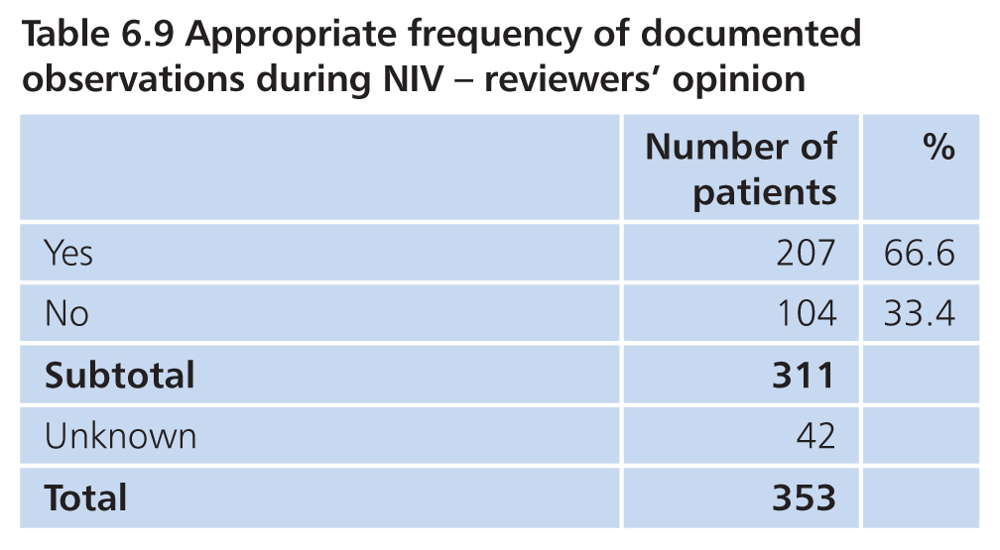 Table 6.9 Appropriate frequency of documented
observations during NIV – reviewers’ opinion
Number of patients %
Yes 207 66.6
No 104 33.4
Subtotal 311
Unknown 42
Total 353